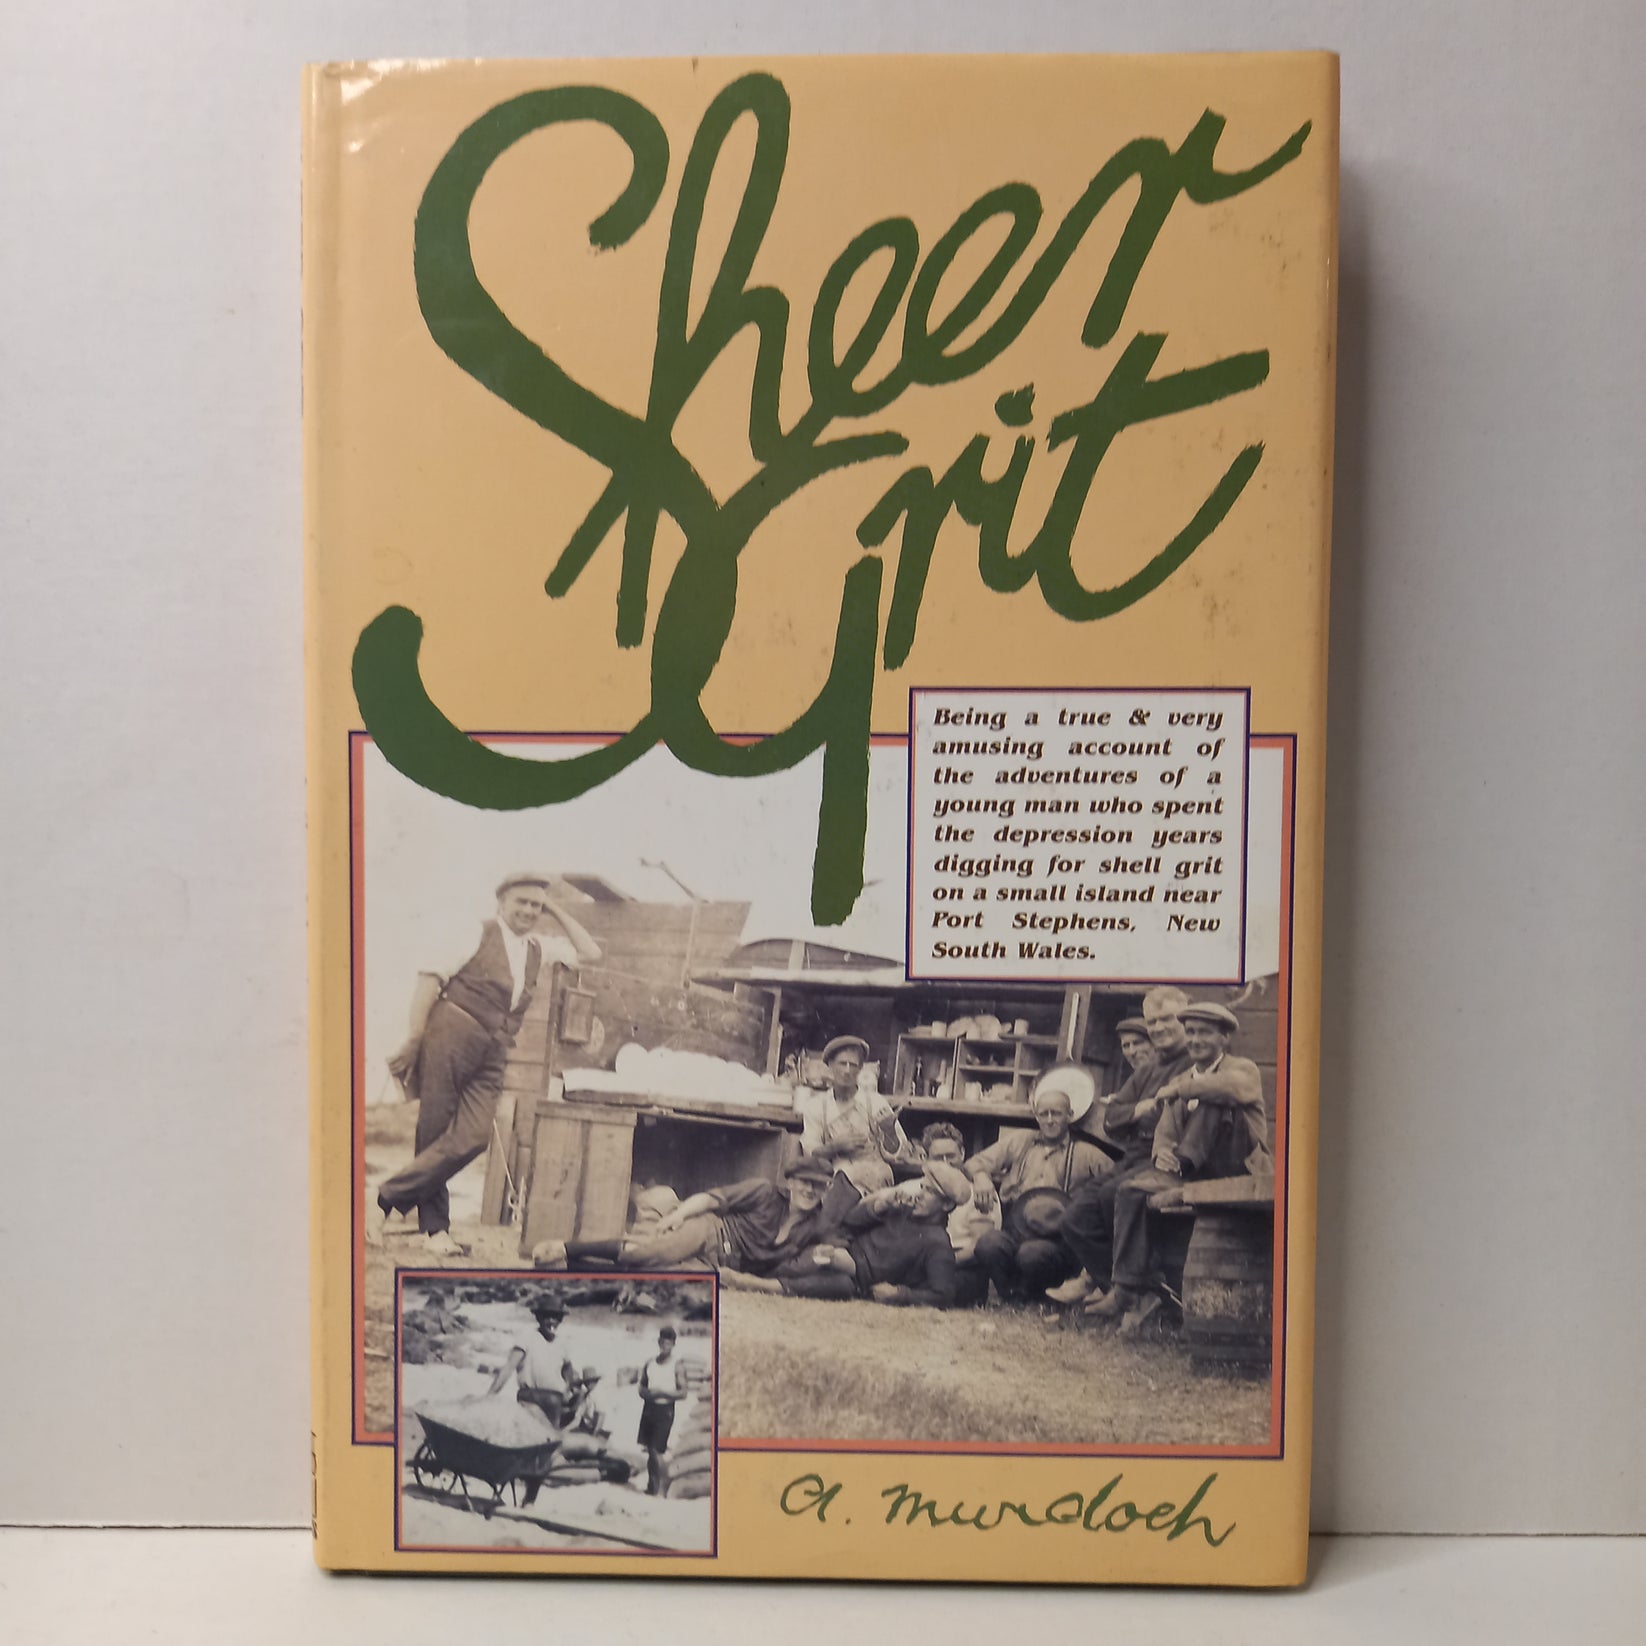 Sheer
Grit
Being a true & very
amusing account of
the adventures of a
young man who spent
the depression years
digging for shell grit
on a small island near
Port Stephens, New
South Wales.
A. Murdoch